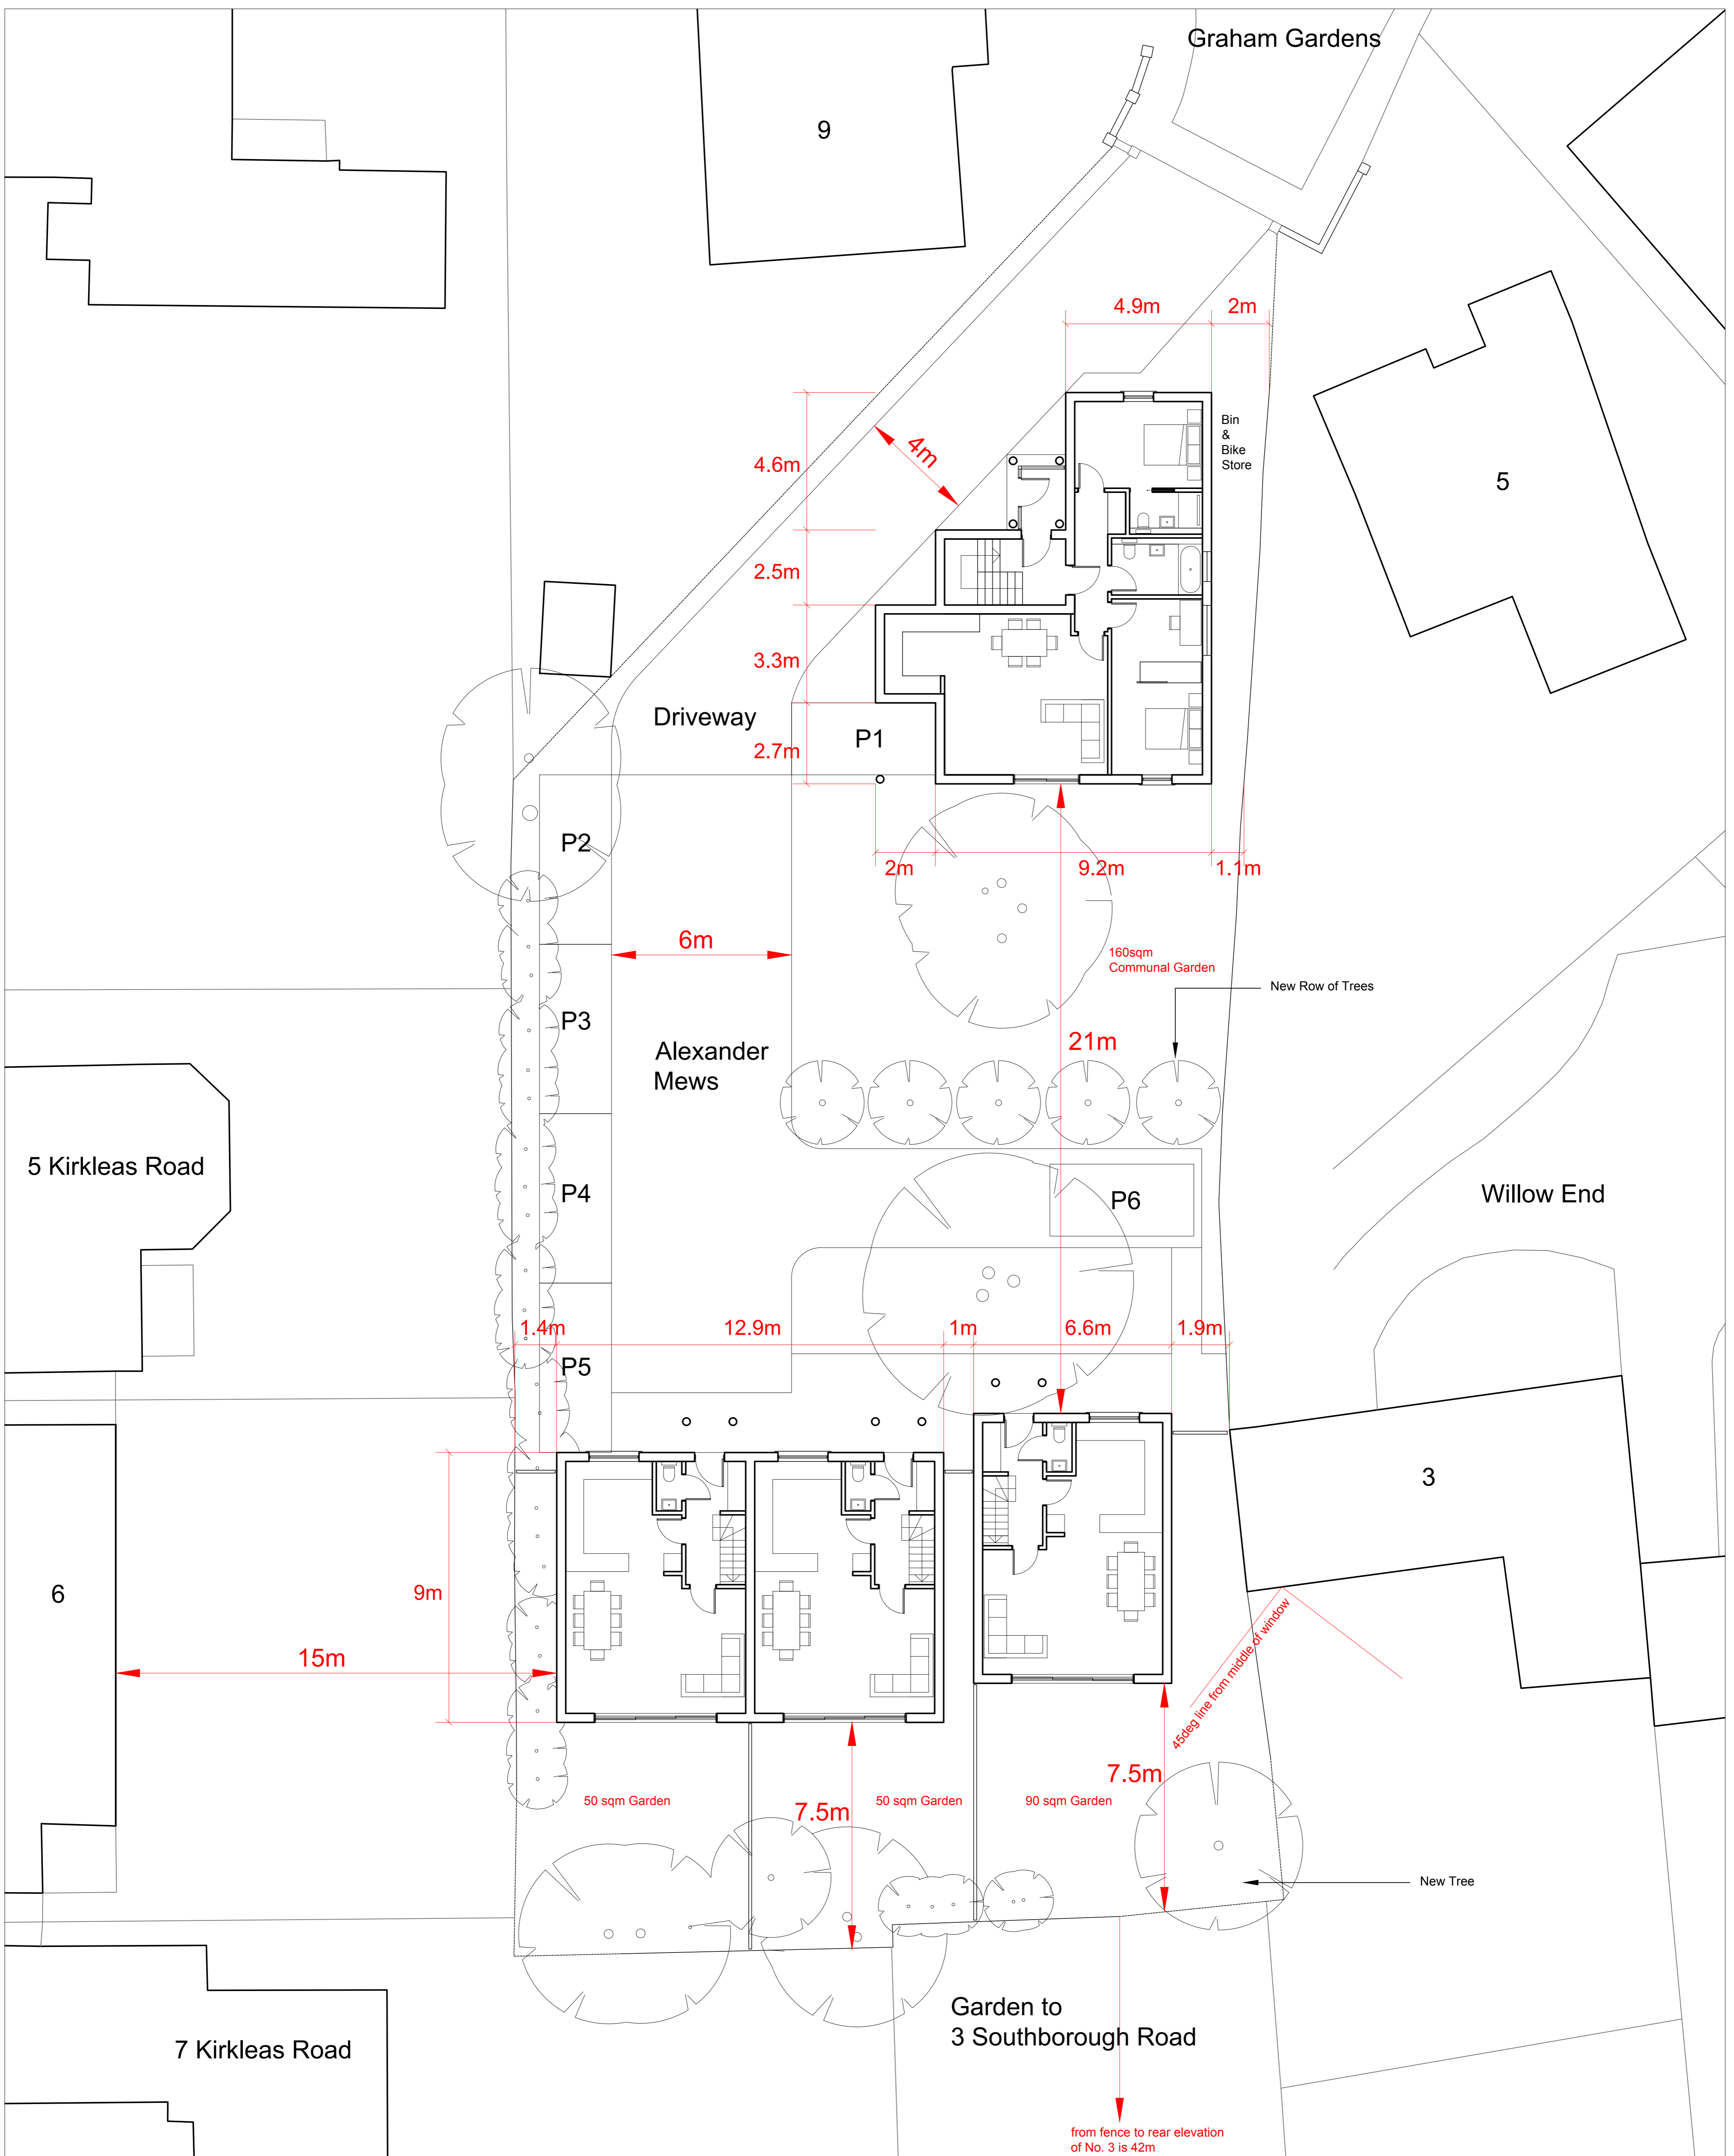 Graham Gardens
9
4.9m
2m
Bin
&
Bike
Store
4m
4.6m
5
2.5m
3.3m
Driveway
P1
2.7m
P2
2m
9.2m
1.1m
6m
160sqm
Communal Garden
New Row of Trees
P3
21m
Alexander
Mews
5 Kirkleas Road
P4
P6
Willow End
1.4m
12.9m
1m
6.6m
1.9m
P5
3
6
9m
15m
45deg line from middle of window
7.5m
50 sqm Garden
7.5m
50 sqm Garden
90 sqm Garden
New Tree
Garden to
3 Southborough Road
7 Kirkleas Road
from fence to rear elevation
of No. 3 is 42m